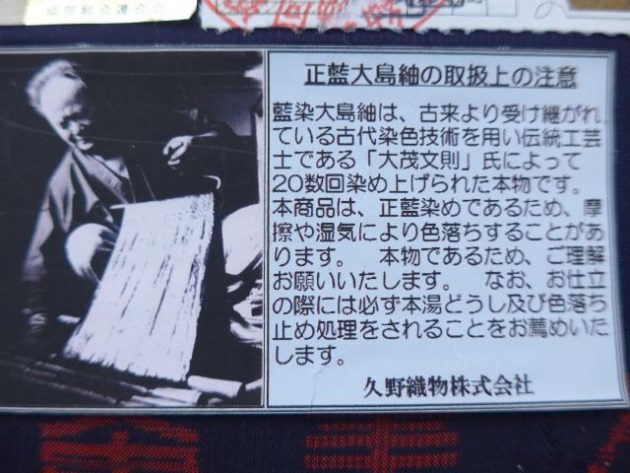 正藍大島紬の取扱上の注意
藍染大島紬は、古来より受け継がれ
ている古代染色技術を用い伝統工芸
士である「大茂文則」氏によって
20数回染め上げられた本物です。
本商品は、正藍染めであるため、摩
擦や湿気により色落ちすることがあ
ります。　本物であるため、ご理解
お願いいたします。　なお、お仕立
の際には必ず本湯どうし及び色落ち
止め処理をされることをお薦めいた
します。
久野織物株式会社